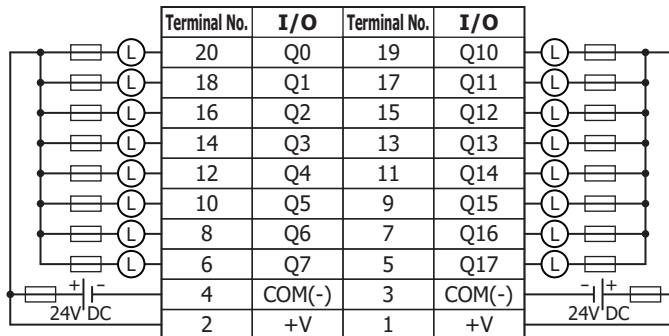 Terminal No. I/O Terminal No. I/O
L 20 Q0 19 Q10 L
L 18 Q1 17 Q11 L
L 16 Q2 15 Q12 L
L 14 Q3 13 Q13 L
L 12 Q4 11 Q14 L
L 10 Q5 9 Q15 L
L 8 Q6 7 Q16 L
L 6 Q7 5 Q17 L
+ – 4 COM(-) 3 COM(-) – +
24V DC 2 +V 1 +V 24V DC